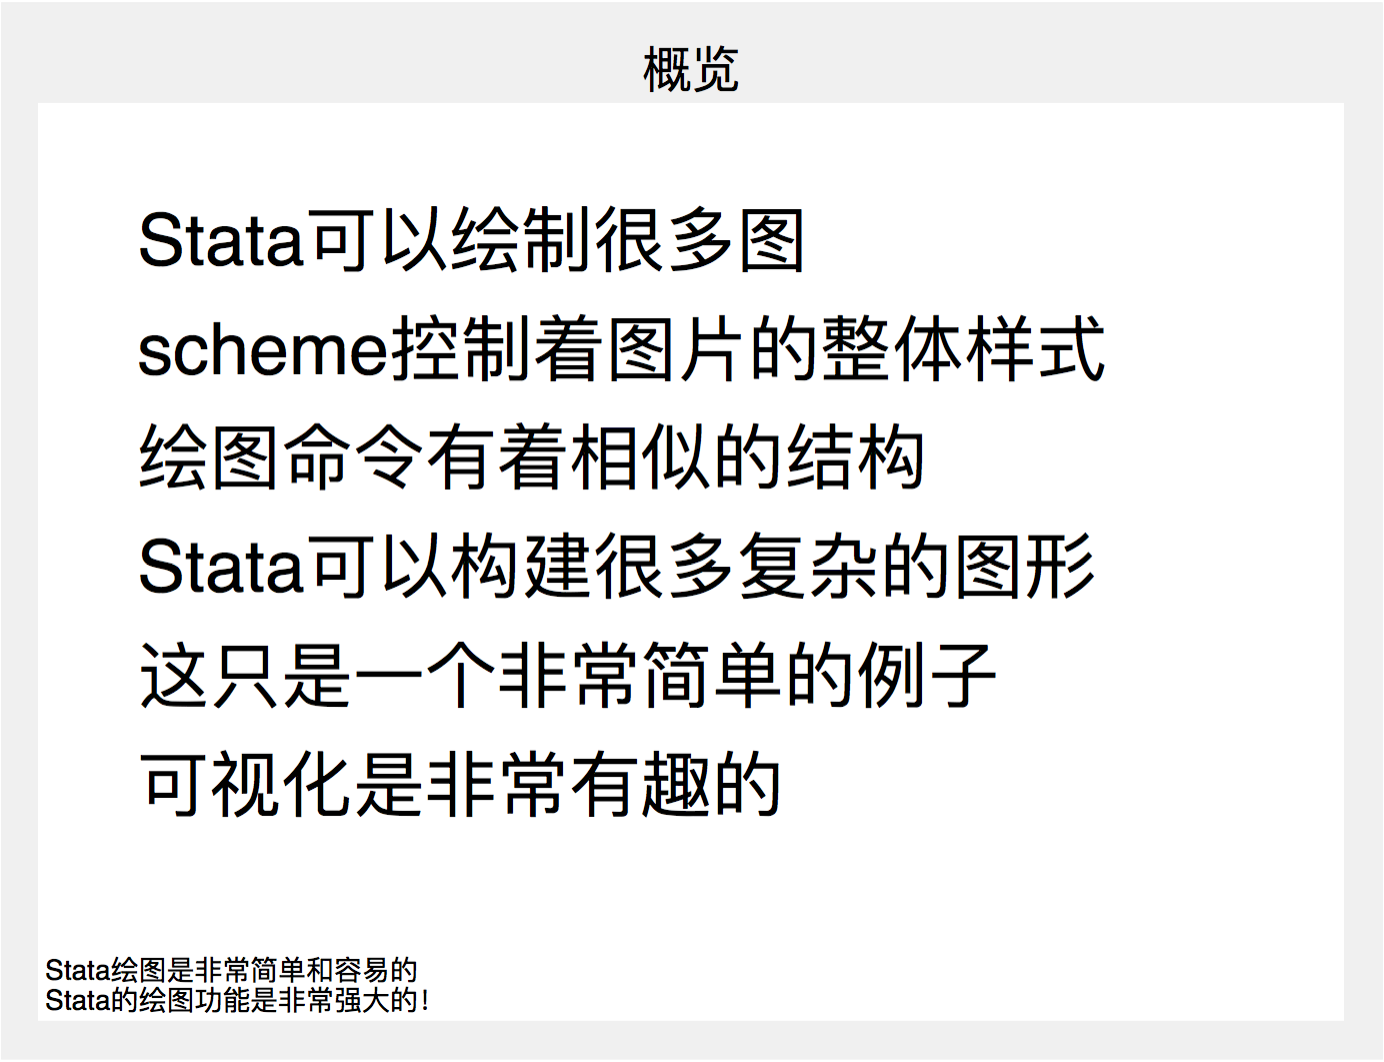 概览
Stata可以绘制很多图
scheme控制着图片的整体样式
绘图命令有着相似的结构
Stata可以构建很多复杂的图形
这只是一个非常简单的例子
可视化是非常有趣的
Stata绘图是非常简单和容易的
Stata的绘图功能是非常强大的！